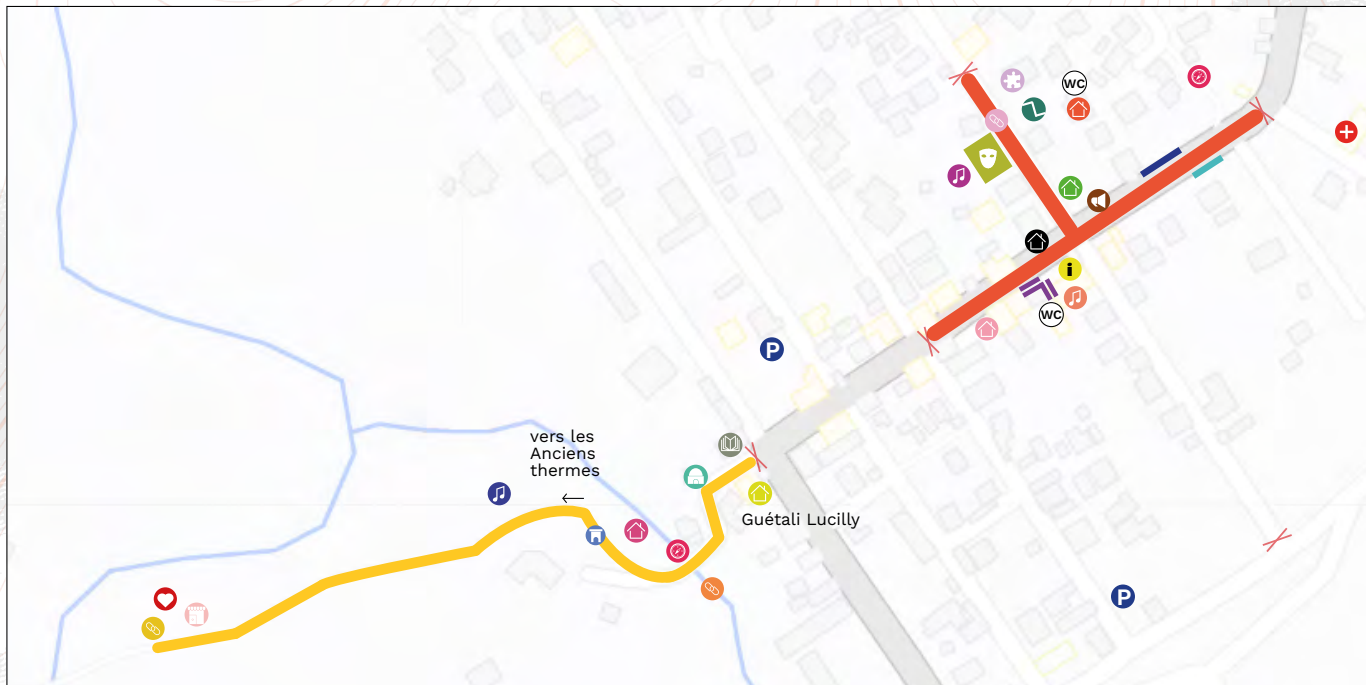 WC
i
WC
P
vers les
Anciens
thermes
←
Guétali Lucilly
P